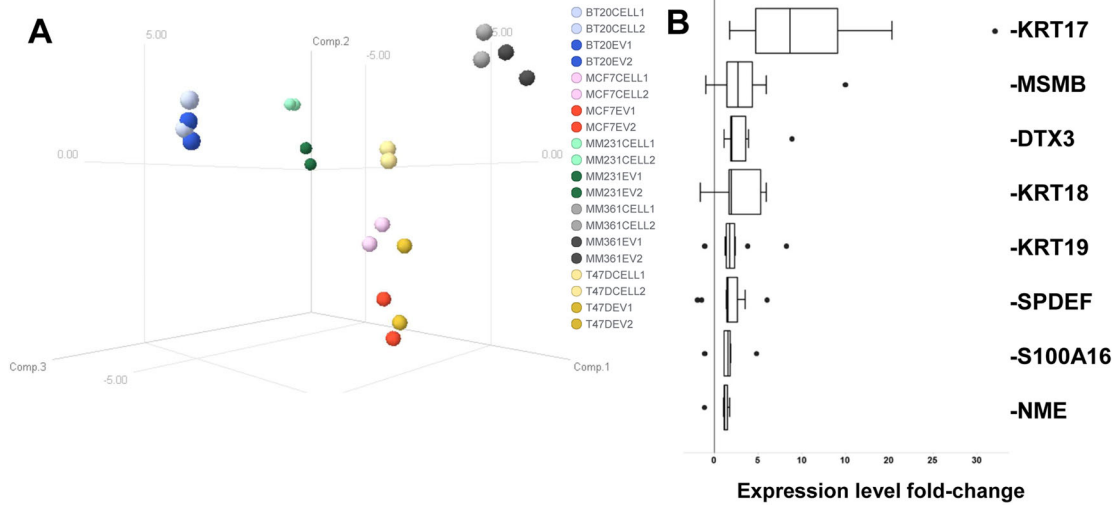 A
5.00
Comp.2
-5.00
5.00
0.00
0.00
Comp.3
-5.00
Comp.1
BT20CELL1
BT20CELL2
BT20EV1
BT20EV2
MCF7CELL1
MCF7CELL2
MCF7EV1
MCF7EV2
MM231CELL1
MM231CELL2
MM231EV1
MM231EV2
MM361CELL1
MM361CELL2
MM361EV1
MM361EV2
T47DCELL1
T47DCELL2
T47DEV1
T47DEV2
B
-KRT17
-MSMB
-DTX3
-KRT18
-KRT19
-SPDEF
-S100A16
-NME
0 5 10 10 20 25 30
Expression level fold-change